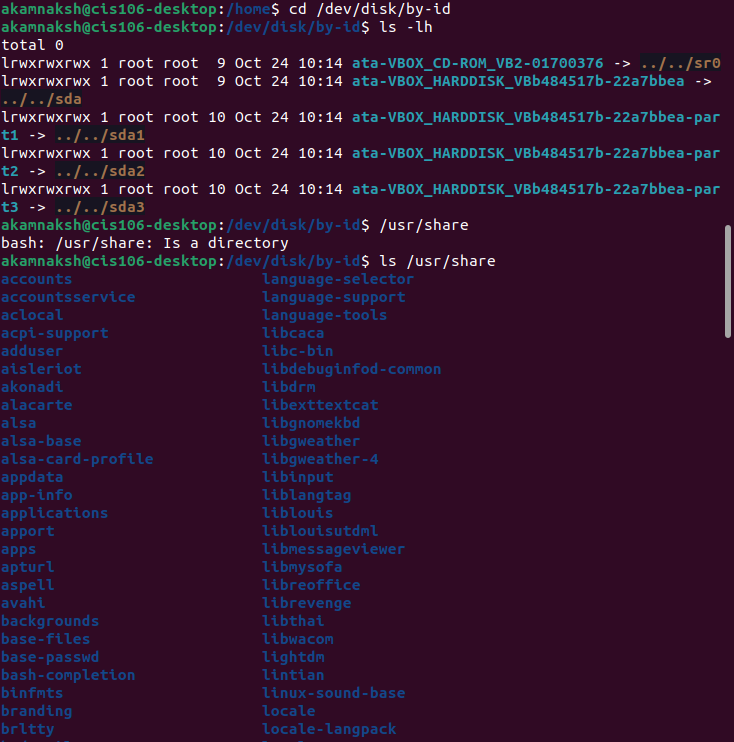 akamnaksh@cis106-desktop:/home$ cd /dev/disk/by-id
akamnaksh@cis106-desktop:/dev/disk/by-id$ ls -lh
total 0
lrwxrwxrwx 1 root root  9 Oct 24 10:14 ata-VBOX_CD-ROM_VB2-01700376 -> ../../sr0
lrwxrwxrwx 1 root root  9 Oct 24 10:14 ata-VBOX_HARDDISK_VBb484517b-22a7bbea ->
../../sda
lrwxrwxrwx 1 root root 10 Oct 24 10:14 ata-VBOX_HARDDISK_VBb484517b-22a7bbea-par
t1 -> ../../sda1
lrwxrwxrwx 1 root root 10 Oct 24 10:14 ata-VBOX_HARDDISK_VBb484517b-22a7bbea-par
t2 -> ../../sda2
lrwxrwxrwx 1 root root 10 Oct 24 10:14 ata-VBOX_HARDDISK_VBb484517b-22a7bbea-par
t3 -> ../../sda3
akamnaksh@cis106-desktop:/dev/disk/by-id$ /usr/share
bash: /usr/share: Is a directory
akamnaksh@cis106-desktop:/dev/disk/by-id$ ls /usr/share
accounts language-selector
accountsservice language-support
aclocal language-tools
acpi-support libcaca
adduser libc-bin
aisleriot libdebuginfod-common
akonadi libdrm
alacarte libexttextcat
alsa libgnomekbd
alsa-base libgweather
alsa-card-profile libgweather-4
appdata libinput
app-info liblangtag
applications liblouis
apport liblouisutdml
apps libmessageviewer
apturl libmysofa
aspell libreoffice
avahi librevenge
backgrounds libthai
base-files libwacom
base-passwd lightdm
bash-completion lintian
binfmts linux-sound-base
branding locale
brltty locale-langpack